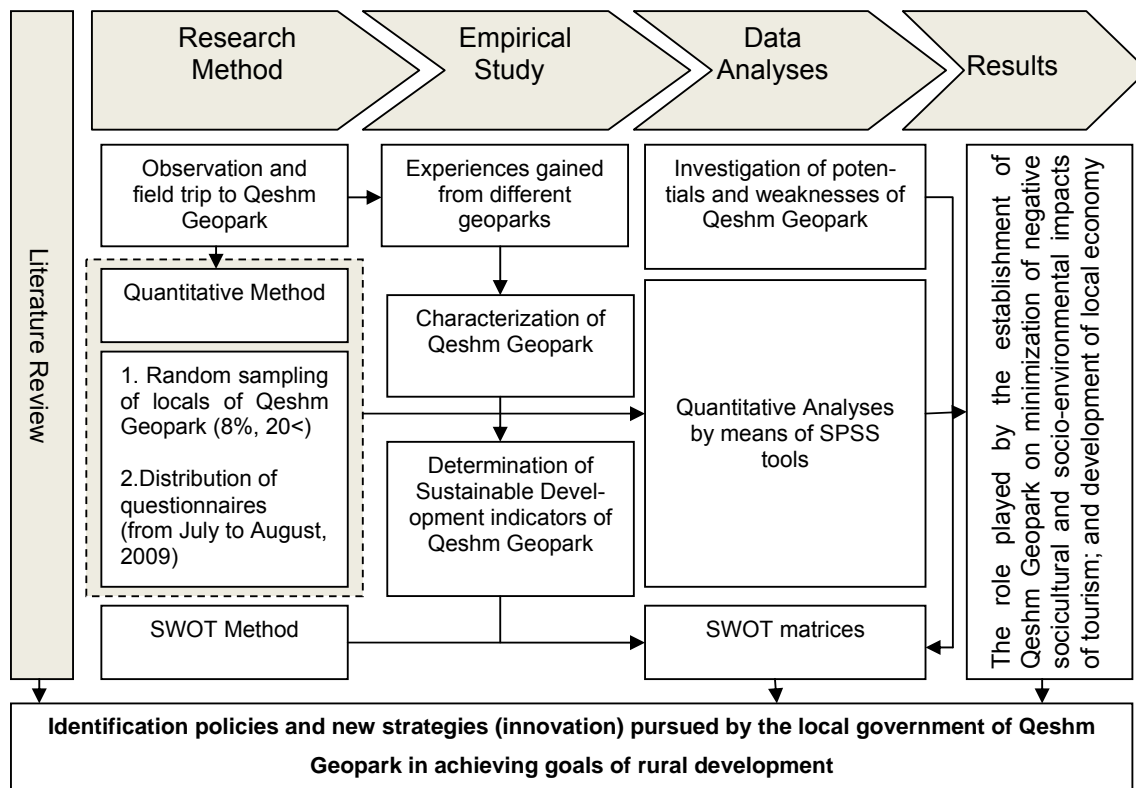 Literature Review
Research
Method
Empirical
Study
Data
Analyses
Results
Observation and
field trip to Qeshm
Geopark
Quantitative Method
1. Random sampling
of locals of Qeshm
Geopark (8%, 20<)
2.Distribution of
questionnaires
(from July to August,
2009)
SWOT Method
Experiences gained
from different
geoparks
Characterization of
Qeshm Geopark
Determination of
Sustainable Devel-
opment indicators of
Qeshm Geopark
Investigation of poten-
tials and weaknesses of
Qeshm Geopark
Quantitative Analyses
by means of SPSS
tools
SWOT matrices
The role played by the establishment of
Qeshm Geopark on minimization of negative
socicultural and socio-environmental impacts
of tourism; and development of local economy
Identification policies and new strategies (innovation) pursued by the local government of Qeshm
Geopark in achieving goals of rural development